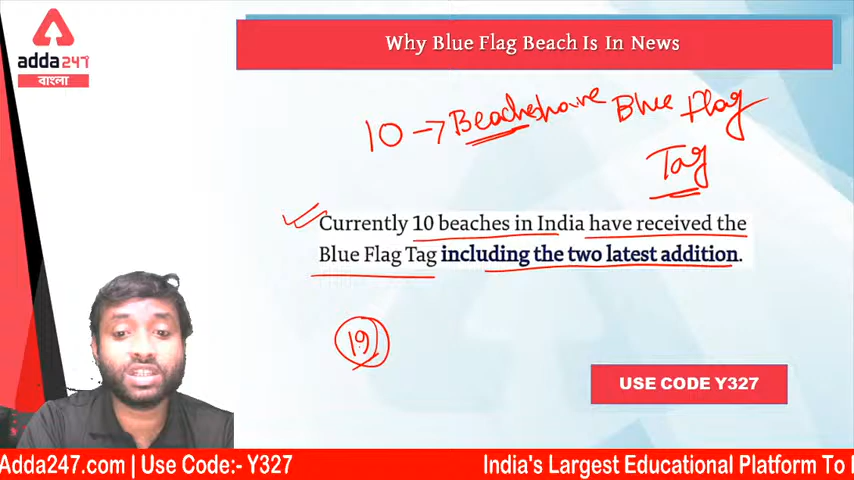 adda247
বাংলা
Why Blue Flag Beach Is In News
10 → Beaches have Blue Flag
Tag
Currently 10 beaches in India have received the
Blue Flag Tag including the two latest addition.
19
USE CODE Y327
Adda247.com | Use Code:- Y327
India's Largest Educational Platform To